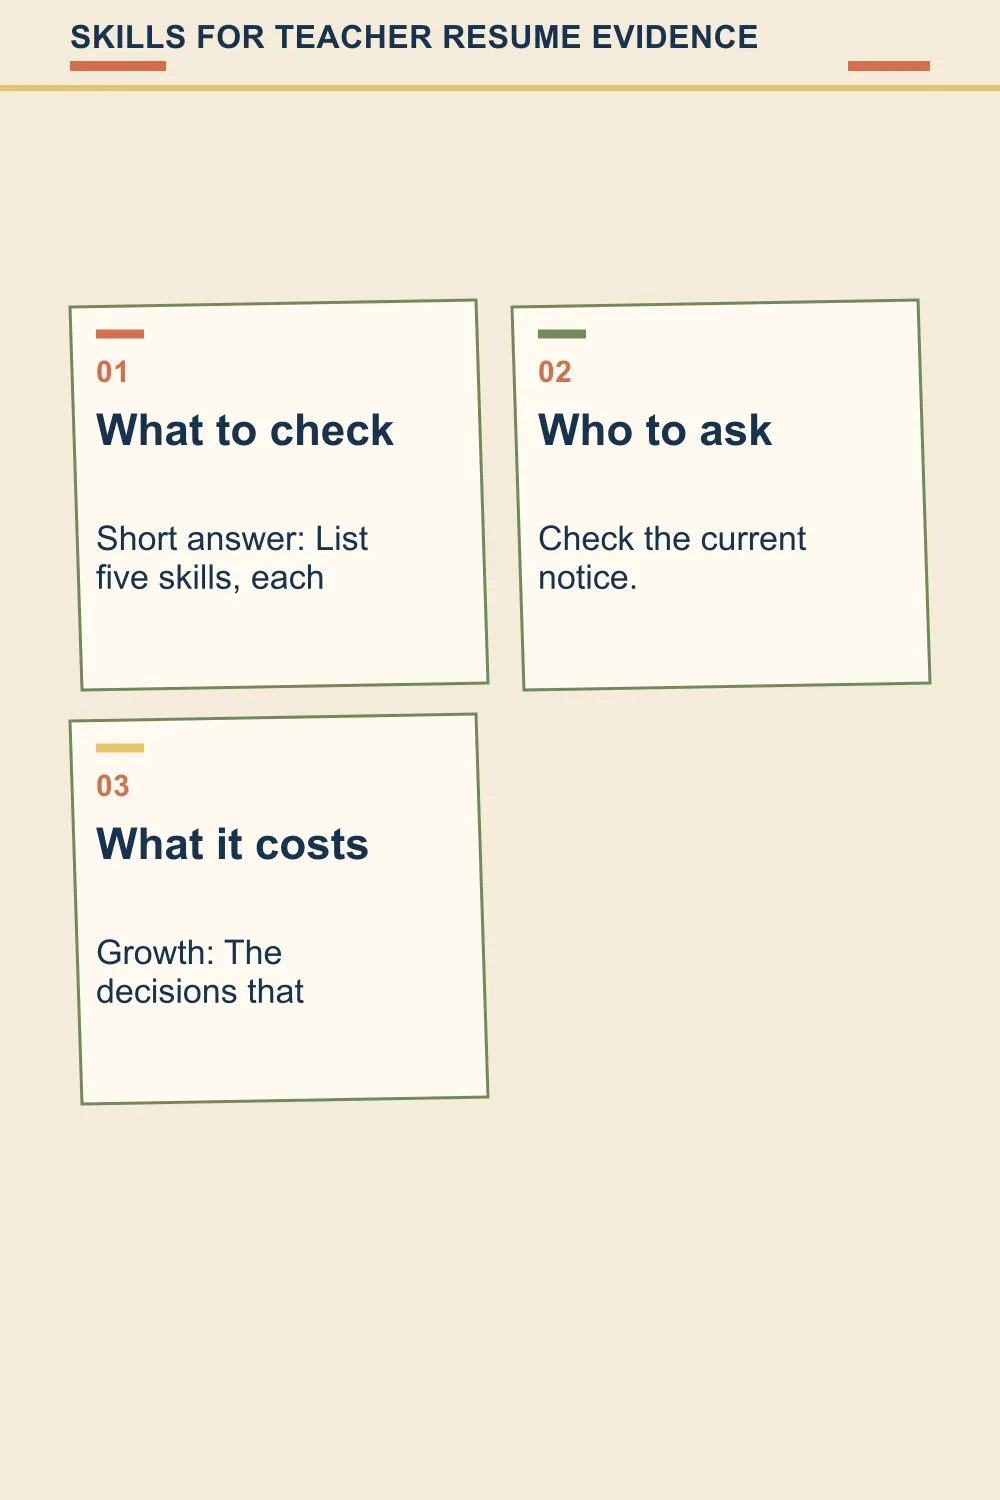 SKILLS FOR TEACHER RESUME EVIDENCE
01
What to check
Short answer: List
five skills, each
02
Who to ask
Check the current
notice.
03
What it costs
Growth: The
decisions that